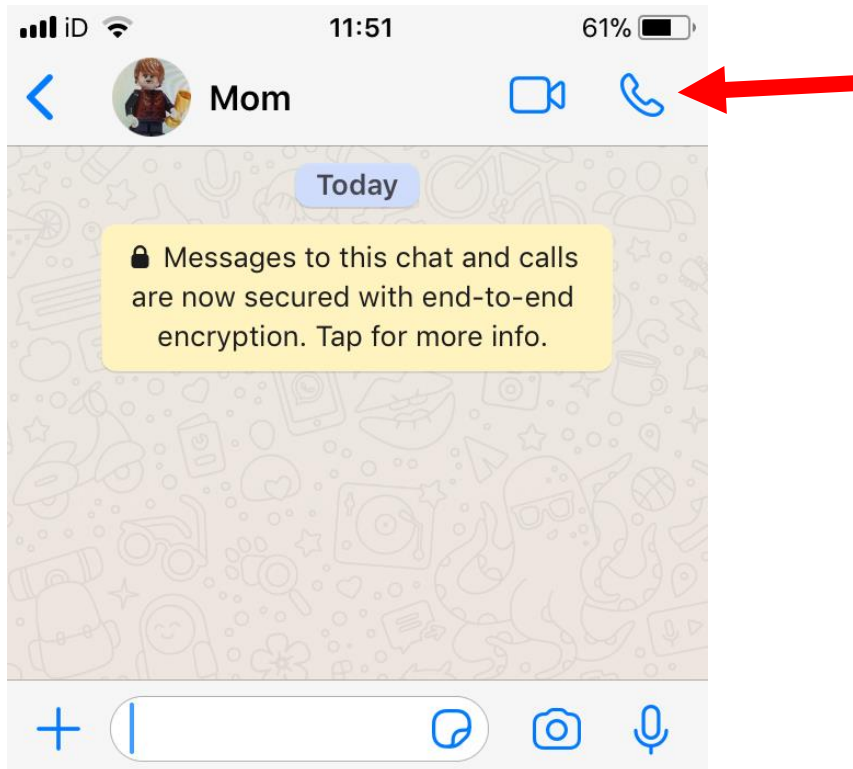 iD 11:51 61%
Mom
Today
Messages to this chat and calls
are now secured with end-to-end
encryption. Tap for more info.